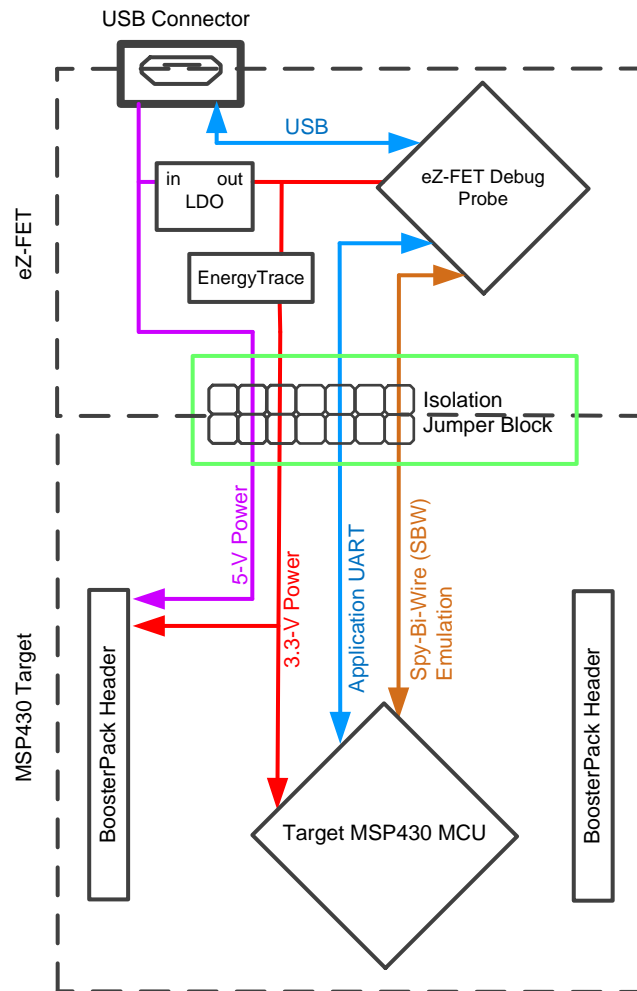 USB Connector
USB
in out
LDO
eZ-FET Debug
Probe
eZ-FET
EnergyTrace
Isolation
Jumper Block
5-V Power
3.3-V Power
Application UART
Spy-Bi-Wire (SBW)
Emulation
MSP430 Target
BoosterPack Header
BoosterPack Header
Target MSP430 MCU